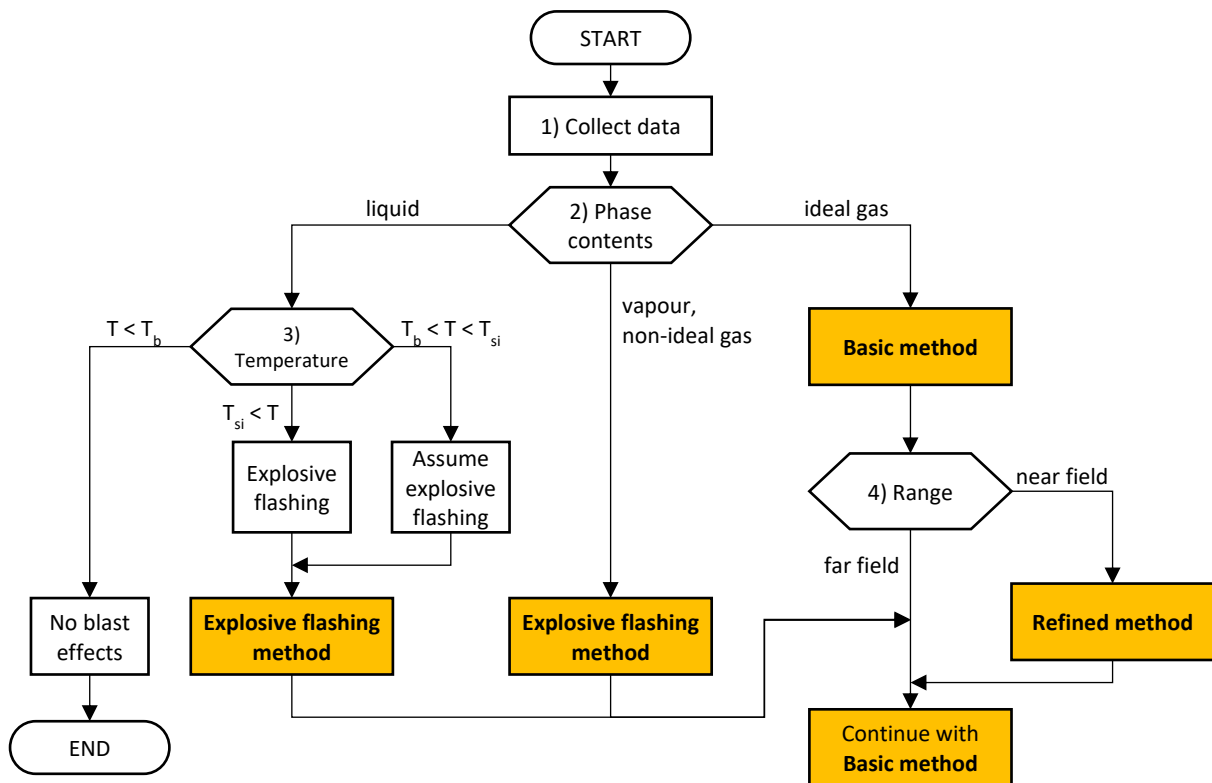 START
1) Collect data
2) Phase
contents
liquid
ideal gas
vapour,
non-ideal gas
3)
Temperature
T < Tb
Tb < T < Tsi
Tsi < T
Basic method
Explosive
flashing
Assume
explosive
flashing
4) Range
near field
far field
No blast
effects
Explosive flashing
method
Explosive flashing
method
Refined method
END
Continue with
Basic method